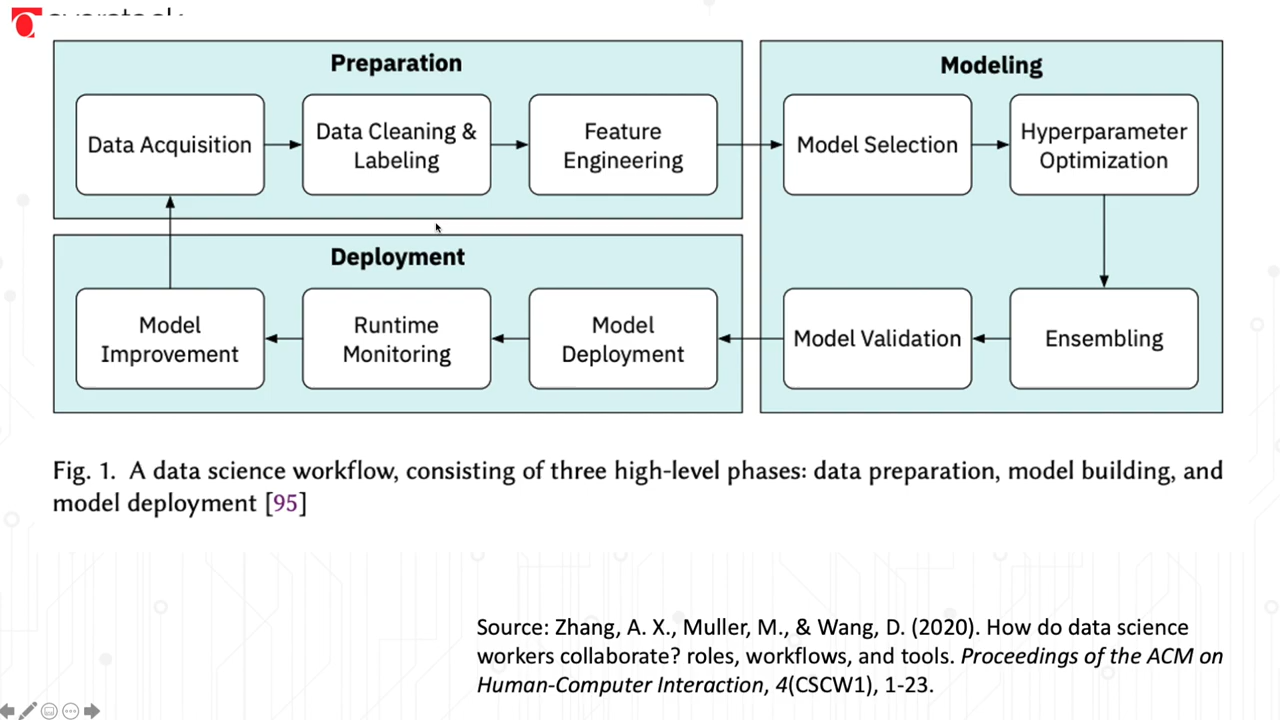 Preparation
Data Acquisition
Data Cleaning &
Labeling
Feature
Engineering
Modeling
Model Selection
Hyperparameter
Optimization
Deployment
Model
Improvement
Runtime
Monitoring
Model
Deployment
Model Validation
Ensembling
Fig. 1. A data science workflow, consisting of three high-level phases: data preparation, model building, and
model deployment [95]
Source: Zhang, A. X., Muller, M., & Wang, D. (2020). How do data science
workers collaborate? roles, workflows, and tools. Proceedings of the ACM on
Human-Computer Interaction, 4(CSCW1), 1-23.